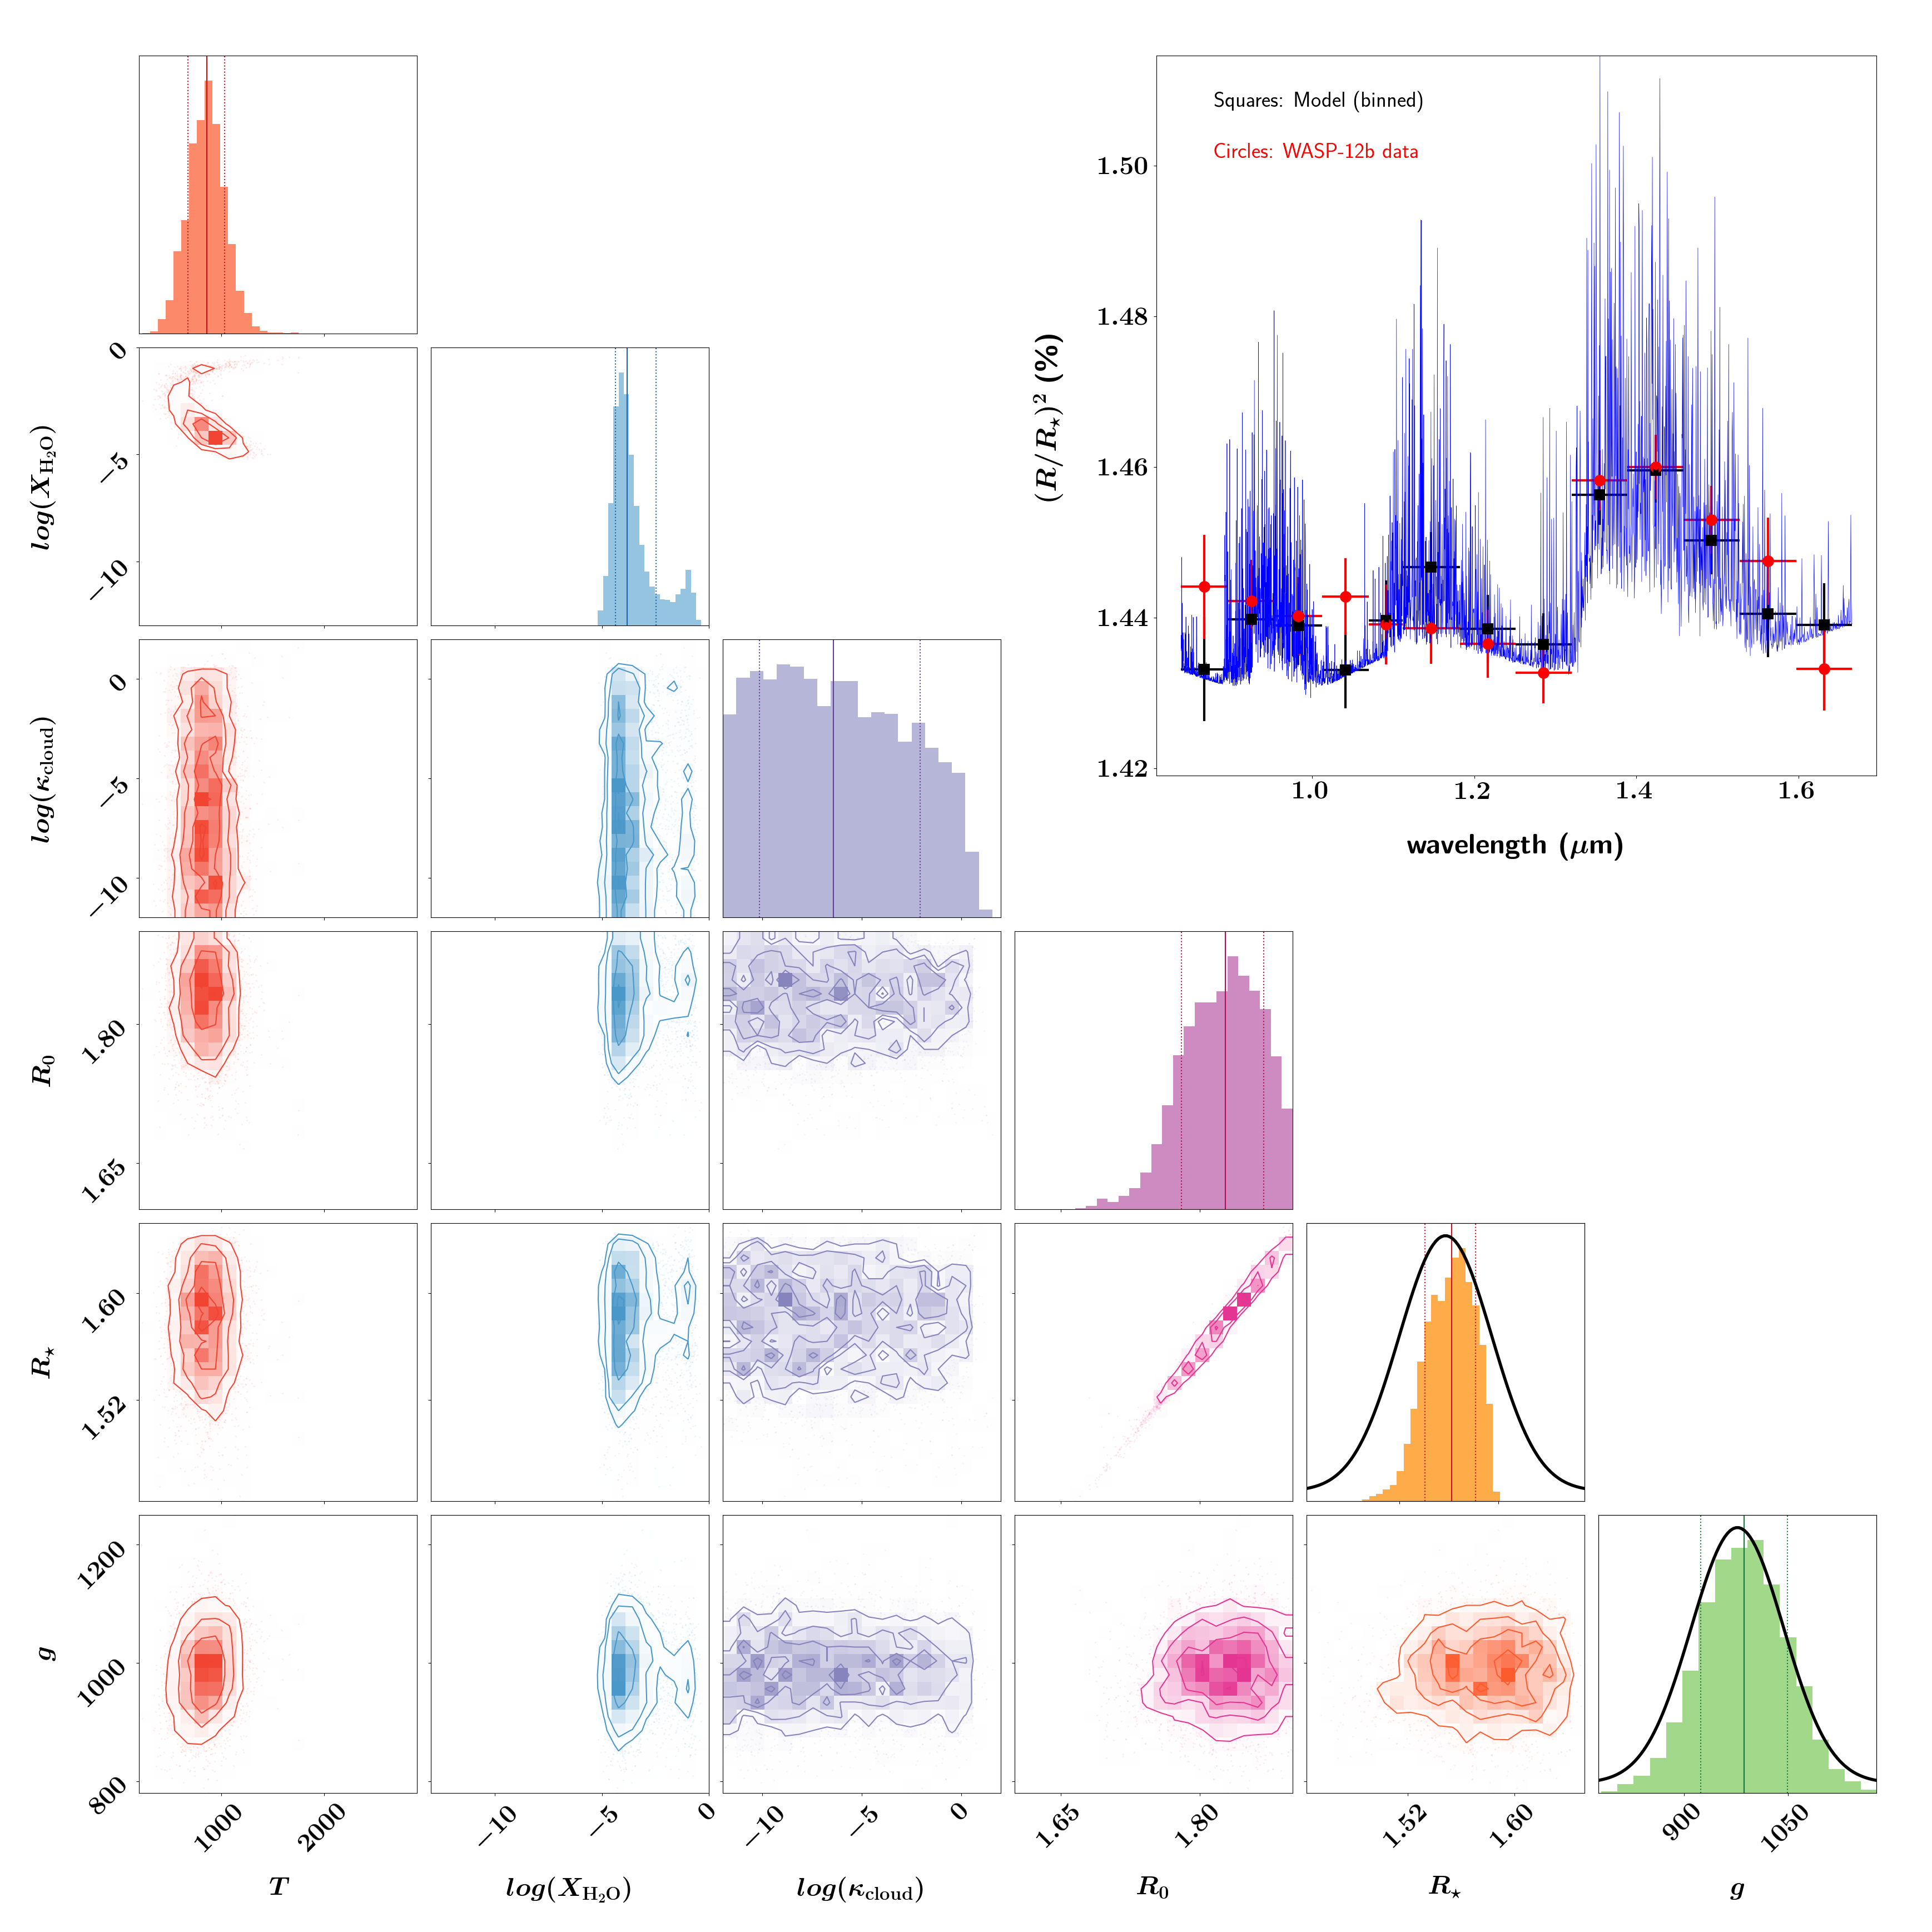 Squares: Model (binned)
Circles: WASP-12b data
(R/R⋆)² (%)
1.50
1.48
1.46
1.44
1.42
1.0 1.2 1.4 1.6
wavelength (μm)
log(X_H₂O)
0
−5
−10
log(κ_cloud)
0
−5
−10
R₀
1.80
1.65
R⋆
1.60
1.52
g
1200
1000
800
1000 2000 −10 −5 0 −10 −5 0 1.65 1.80 1.52 1.60 900 1050
T log(X_H₂O) log(κ_cloud) R₀ R⋆ g